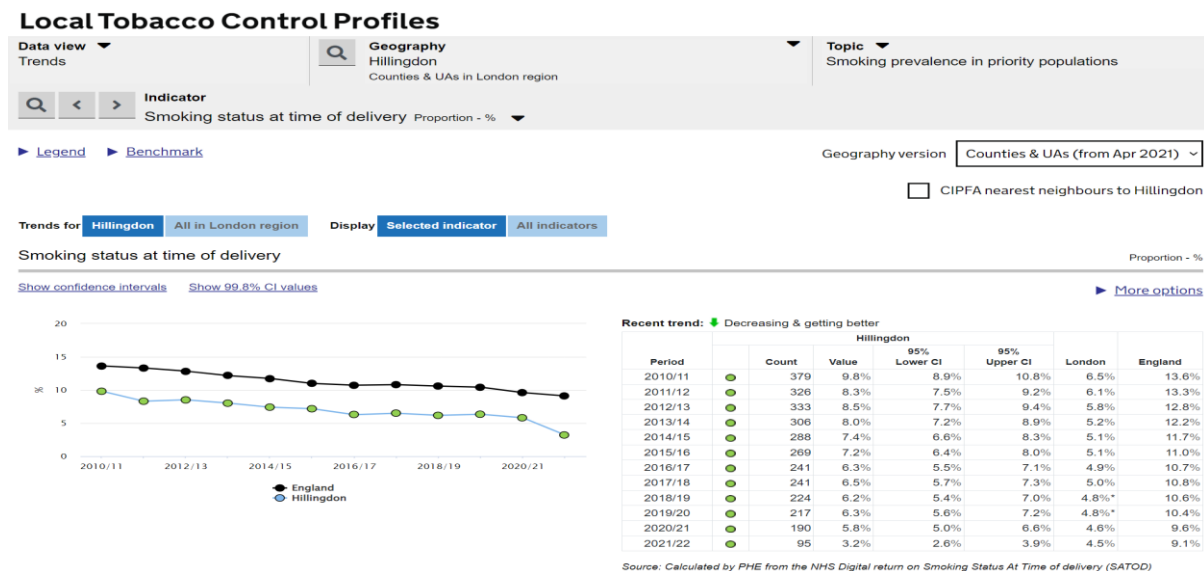 Local Tobacco Control Profiles
Data view
Trends
Geography
Hillingdon
Counties & UAs in London region
Topic
Smoking prevalence in priority populations
Indicator
Smoking status at time of delivery Proportion - %
Legend Benchmark
Geography version Counties & UAs (from Apr 2021)
CIPFA nearest neighbours to Hillingdon
Trends for Hillingdon All in London region Display Selected indicator All indicators
Smoking status at time of delivery Proportion - %
Show confidence intervals Show 99.8% CI values
More options
20
15
10
5
0
%
2010/11 2012/13 2014/15 2016/17 2018/19 2020/21
England
Hillingdon
Recent trend: Decreasing & getting better
Hillingdon
Period Count Value 95% Lower CI 95% Upper CI London England
2010/11 379 9.8% 8.9% 10.8% 6.5% 13.6%
2011/12 326 8.3% 7.5% 9.2% 6.1% 13.3%
2012/13 333 8.5% 7.7% 9.4% 5.8% 12.8%
2013/14 306 8.0% 7.2% 8.9% 5.2% 12.2%
2014/15 288 7.4% 6.6% 8.3% 5.1% 11.7%
2015/16 269 7.2% 6.4% 8.0% 5.1% 11.0%
2016/17 241 6.3% 5.5% 7.1% 4.9% 10.7%
2017/18 241 6.5% 5.7% 7.3% 5.0% 10.8%
2018/19 224 6.2% 5.4% 7.0% 4.8%* 10.6%
2019/20 217 6.3% 5.6% 7.2% 4.8%* 10.4%
2020/21 190 5.8% 5.0% 6.6% 4.6% 9.6%
2021/22 95 3.2% 2.6% 3.9% 4.5% 9.1%
Source: Calculated by PHE from the NHS Digital return on Smoking Status At Time of delivery (SATOD)